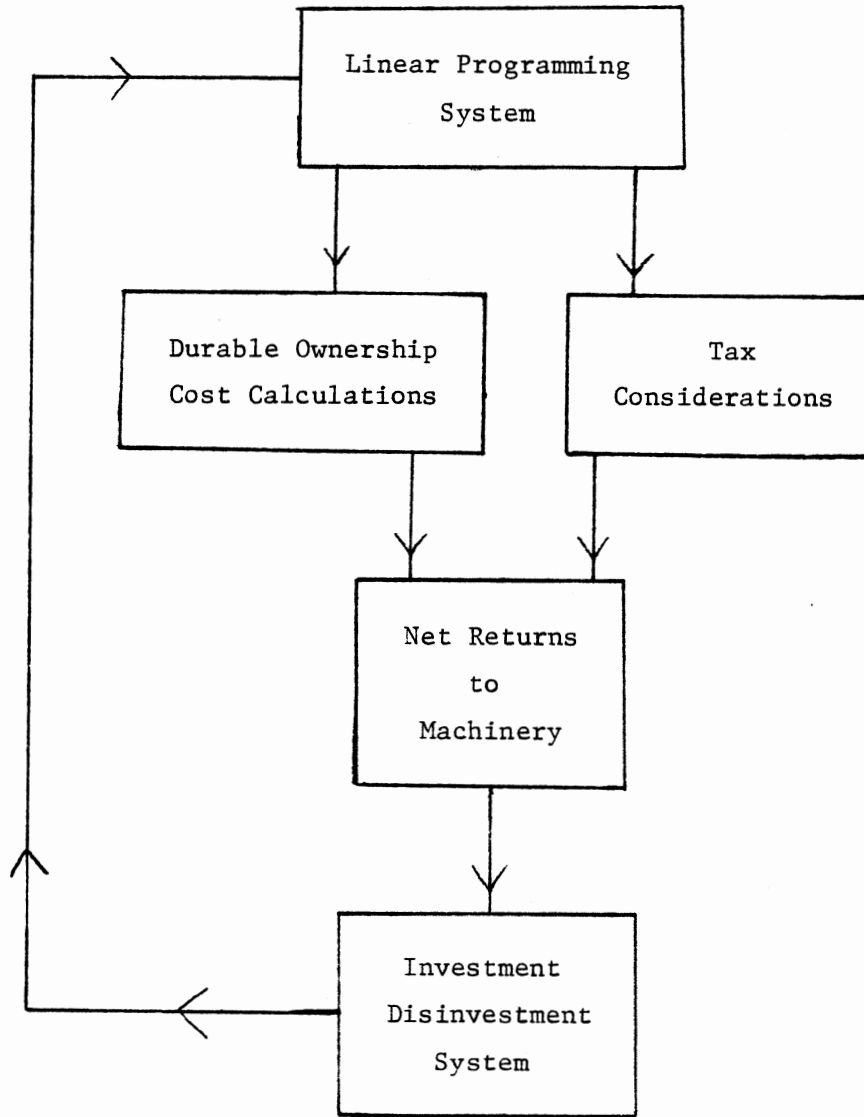 Linear Programming
System
Durable Ownership
Cost Calculations
Tax
Considerations
Net Returns
to
Machinery
Investment
Disinvestment
System